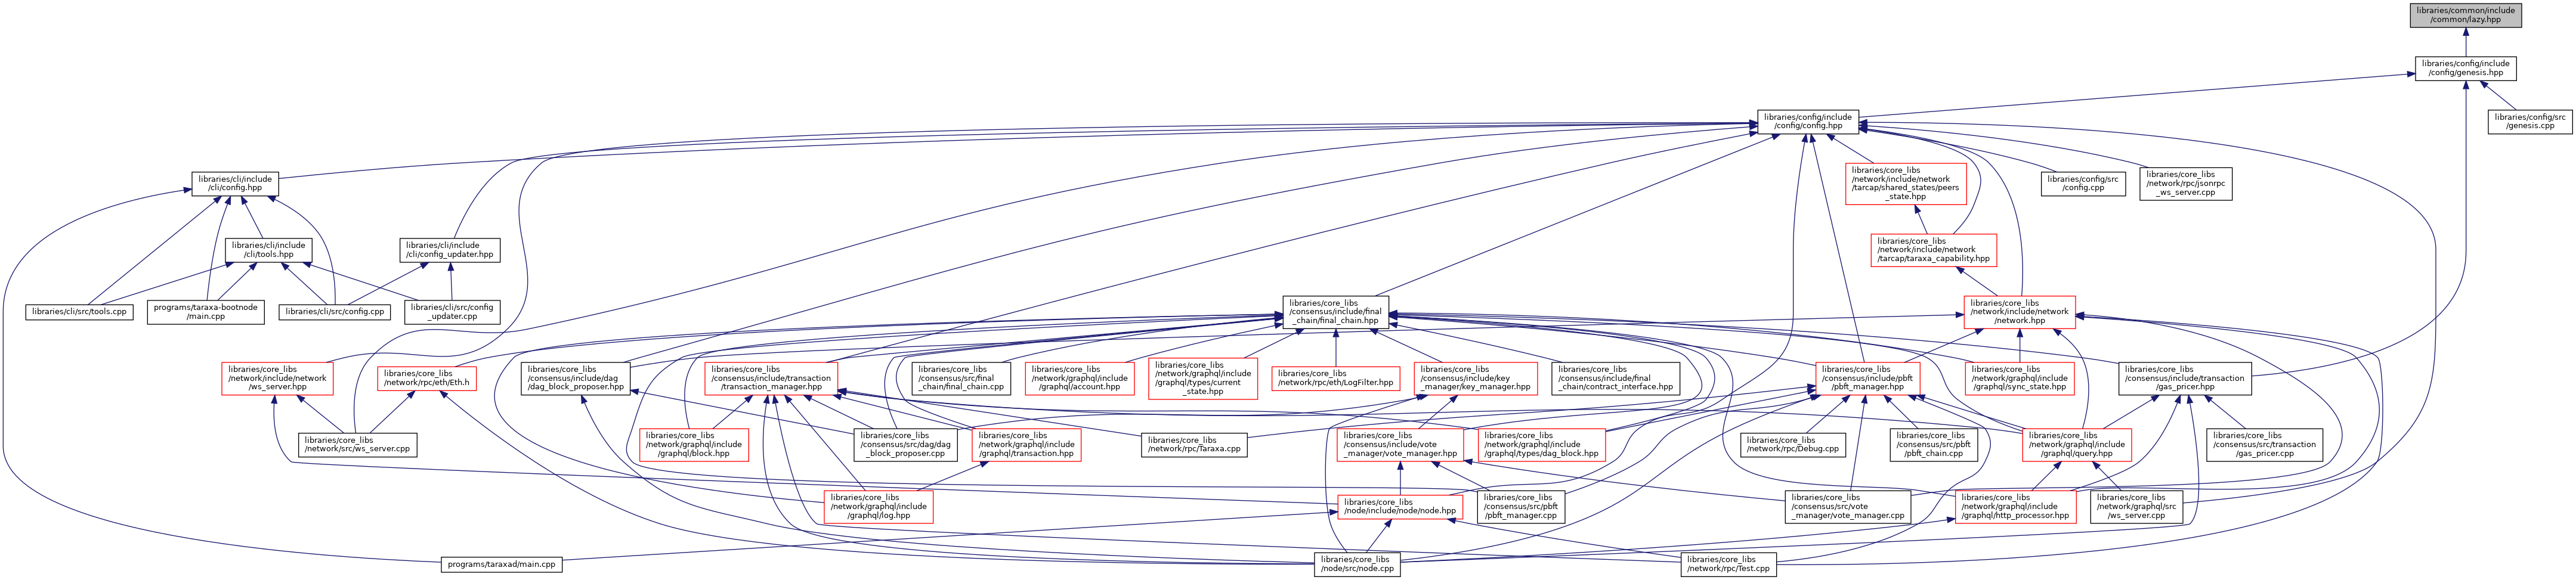 libraries/common/include
/common/lazy.hpp
libraries/config/include
/config/genesis.hpp
libraries/config/include
/config/config.hpp
libraries/config/src
/genesis.cpp
libraries/cli/include
/cli/config.hpp
libraries/core_libs
/network/include/network
/tarcap/shared_states/peers
_state.hpp
libraries/config/src
/config.cpp
libraries/core_libs
/network/rpc/jsonrpc
_ws_server.cpp
libraries/cli/include
/cli/tools.hpp
libraries/cli/include
/cli/config_updater.hpp
libraries/core_libs
/network/include/network
/tarcap/taraxa_capability.hpp
libraries/cli/src/tools.cpp
programs/taraxa-bootnode
/main.cpp
libraries/cli/src/config.cpp
libraries/cli/src/config
_updater.cpp
libraries/core_libs
/consensus/include/final
_chain/final_chain.hpp
libraries/core_libs
/network/include/network
/network.hpp
libraries/core_libs
/network/include/network
/ws_server.hpp
libraries/core_libs
/network/rpc/eth/Eth.h
libraries/core_libs
/consensus/include/dag
/dag_block_proposer.hpp
libraries/core_libs
/consensus/include/transaction
/transaction_manager.hpp
libraries/core_libs
/consensus/src/final
_chain/final_chain.cpp
libraries/core_libs
/network/graphql/include
/graphql/account.hpp
libraries/core_libs
/network/graphql/include
/graphql/types/current
_state.hpp
libraries/core_libs
/network/rpc/eth/LogFilter.hpp
libraries/core_libs
/consensus/include/key
_manager/key_manager.hpp
libraries/core_libs
/consensus/include/final
_chain/contract_interface.hpp
libraries/core_libs
/consensus/include/pbft
/pbft_manager.hpp
libraries/core_libs
/network/graphql/include
/graphql/sync_state.hpp
libraries/core_libs
/consensus/include/transaction
/gas_pricer.hpp
libraries/core_libs
/network/src/ws_server.cpp
libraries/core_libs
/network/graphql/include
/graphql/block.hpp
libraries/core_libs
/consensus/src/dag/dag
_block_proposer.cpp
libraries/core_libs
/network/graphql/include
/graphql/transaction.hpp
libraries/core_libs
/network/rpc/Taraxa.cpp
libraries/core_libs
/consensus/include/vote
_manager/vote_manager.hpp
libraries/core_libs
/network/graphql/include
/graphql/types/dag_block.hpp
libraries/core_libs
/network/rpc/Debug.cpp
libraries/core_libs
/consensus/src/pbft
/pbft_chain.cpp
libraries/core_libs
/network/graphql/include
/graphql/query.hpp
libraries/core_libs
/consensus/src/transaction
/gas_pricer.cpp
libraries/core_libs
/network/graphql/include
/graphql/log.hpp
libraries/core_libs
/node/include/node/node.hpp
libraries/core_libs
/consensus/src/pbft
/pbft_manager.cpp
libraries/core_libs
/consensus/src/vote
_manager/vote_manager.cpp
libraries/core_libs
/network/graphql/include
/graphql/http_processor.hpp
libraries/core_libs
/network/graphql/src
/ws_server.cpp
programs/taraxad/main.cpp
libraries/core_libs
/node/src/node.cpp
libraries/core_libs
/network/rpc/Test.cpp